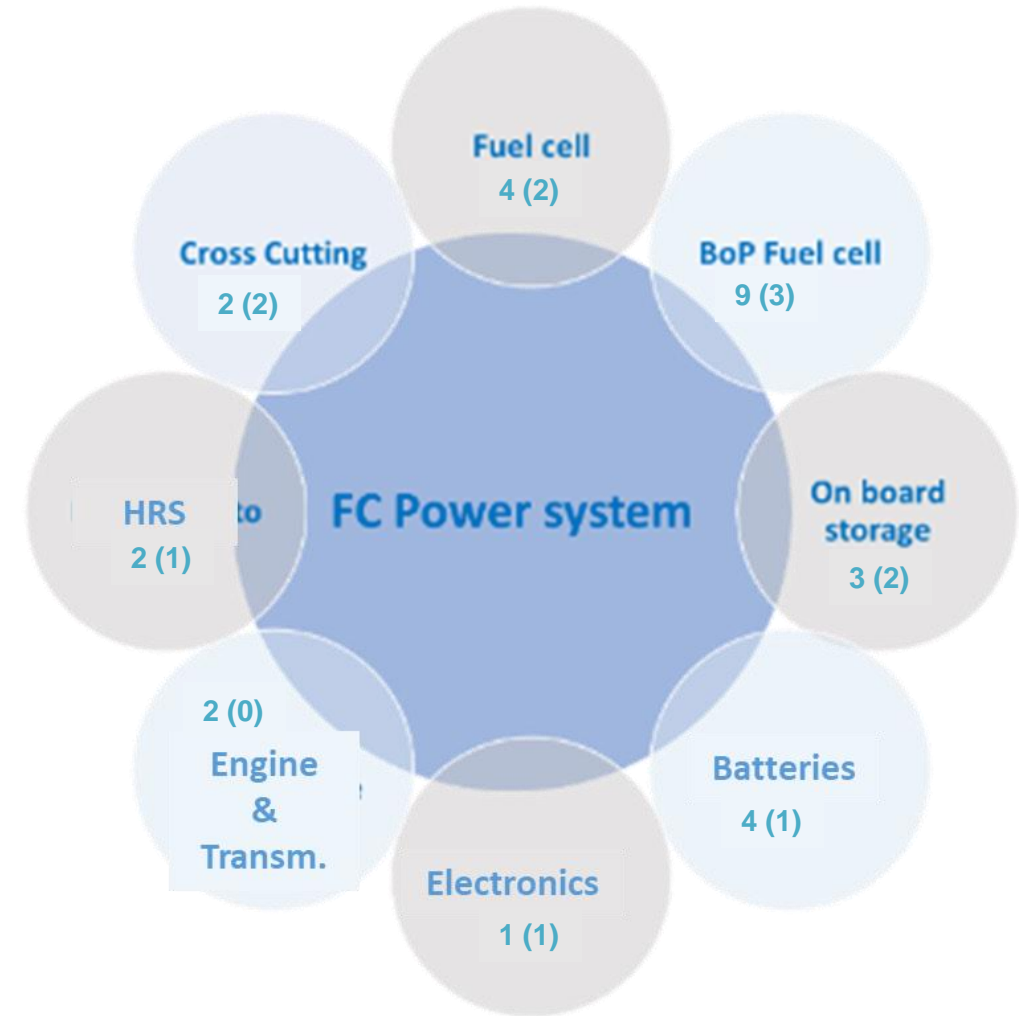 Fuel cell
4 (2)
Cross Cutting
2 (2)
BoP Fuel cell
9 (3)
HRS
to
2 (1)
FC Power system
On board
storage
3 (2)
2 (0)
Engine
&
Transm.
Batteries
4 (1)
Electronics
1 (1)